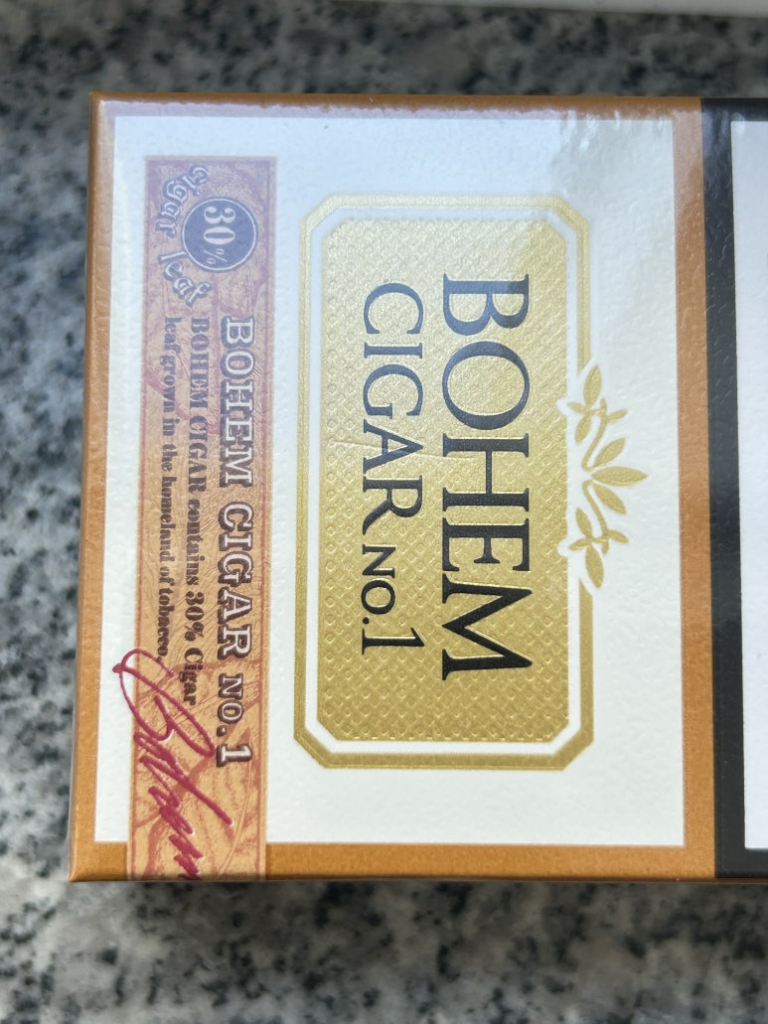 BOHEM
CIGAR NO.1
cigar leaf
30%
BOHEM CIGAR NO.1
BOHEM CIGAR contains 30% Cigar
leaf grown in the homeland of tobacco
Bohem